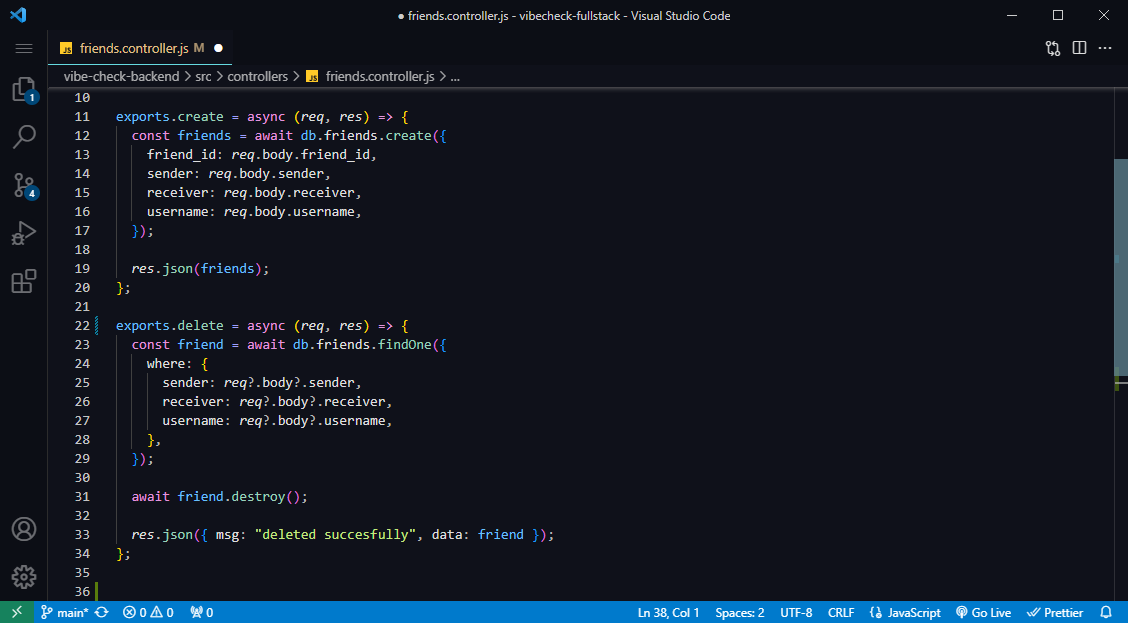 ● friends.controller.js - vibecheck-fullstack - Visual Studio Code
JS friends.controller.js M ●
vibe-check-backend > src > controllers > JS friends.controller.js > ...
1
4
10
11 exports.create = async (req, res) => {
12 const friends = await db.friends.create({
13 friend_id: req.body.friend_id,
14 sender: req.body.sender,
15 receiver: req.body.receiver,
16 username: req.body.username,
17 });
18
19 res.json(friends);
20 };
21
22 exports.delete = async (req, res) => {
23 const friend = await db.friends.findOne({
24 where: {
25 sender: req?.body?.sender,
26 receiver: req?.body?.receiver,
27 username: req?.body?.username,
28 },
29 });
30
31 await friend.destroy();
32
33 res.json({ msg: "deleted succesfully", data: friend });
34 };
35
36
main* 0 0 0 Ln 38, Col 1 Spaces: 2 UTF-8 CRLF {} JavaScript Go Live Prettier